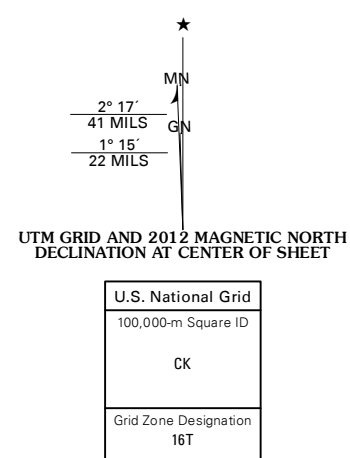 ★
MN
2° 17´
41 MILS
GN
1° 15´
22 MILS
UTM GRID AND 2012 MAGNETIC NORTH
DECLINATION AT CENTER OF SHEET
U.S. National Grid
100,000-m Square ID
CK
Grid Zone Designation
16T